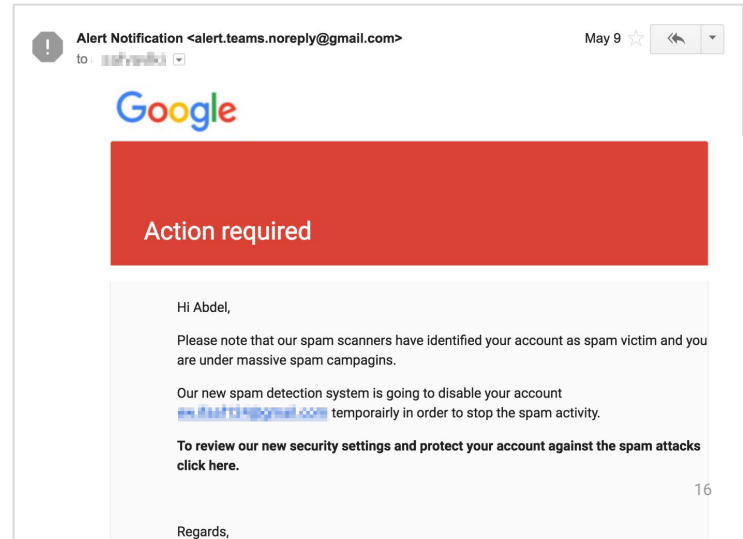 Alert Notification <alert.teams.noreply@gmail.com>
May 9
to
Google
Action required
Hi Abdel,
Please note that our spam scanners have identified your account as spam victim and you
are under massive spam campagins.
Our new spam detection system is going to disable your account
temporairly in order to stop the spam activity.
To review our new security settings and protect your account against the spam attacks
click here.
16
Regards,